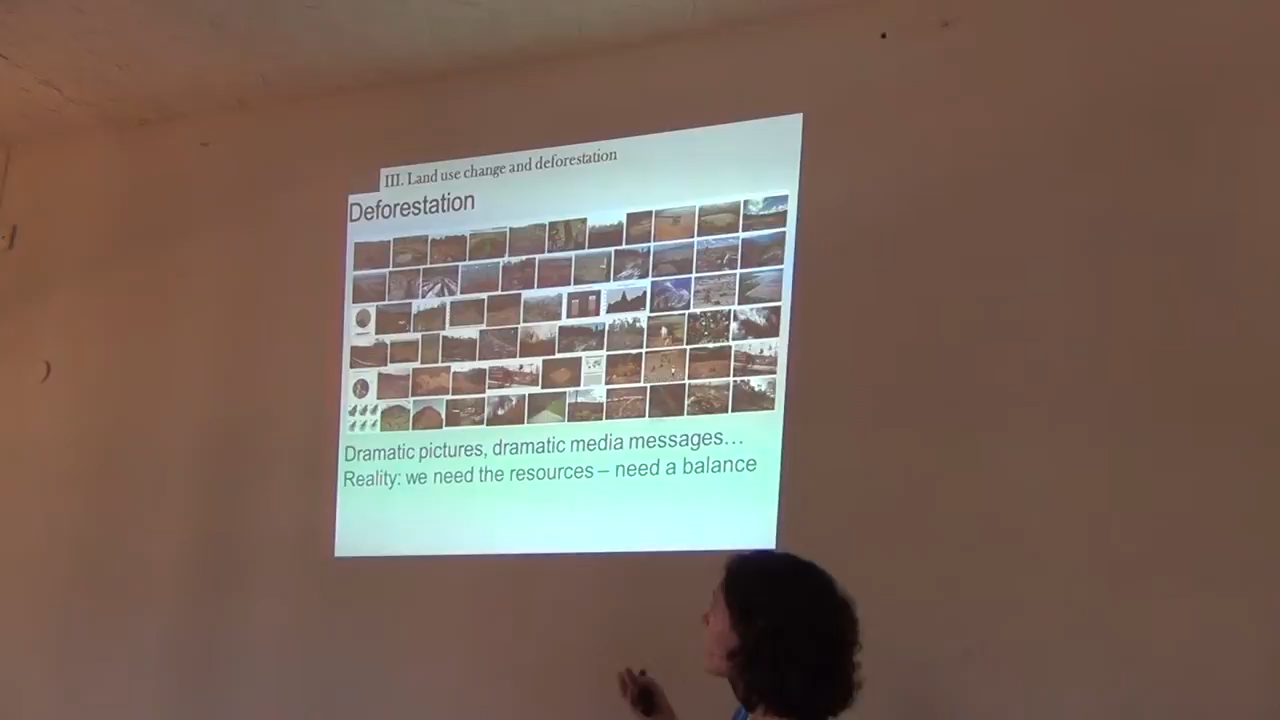 III. Land use change and deforestation
Deforestation
Dramatic pictures, dramatic media messages…
Reality: we need the resources – need a balance